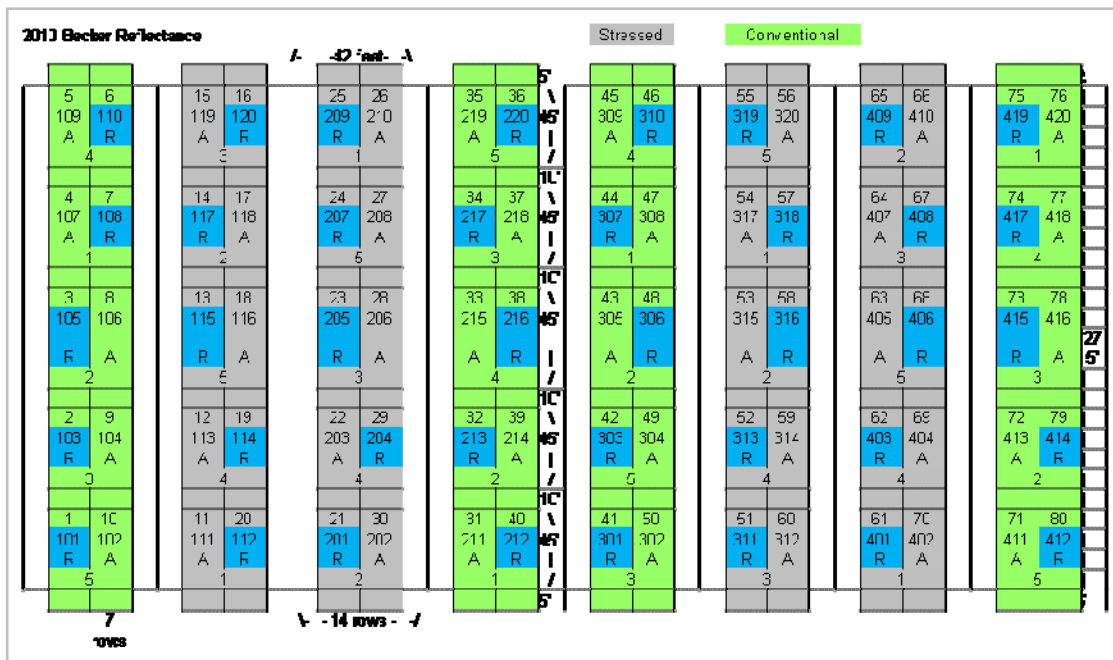 2013 Becker Reflectance Stressed Conventional
/- -42 feet- -\
5'
5 6 15 16 25 26 35 36 \ 45 46 55 56 65 66 75 76
109 110 119 120 209 210 219 220 45' 309 310 319 320 409 410 419 420
A R A R R A A R | A R R A R A R A
4 3 1 5 / 4 5 2 1
10'
4 7 14 17 24 27 34 37 \ 44 47 54 57 64 67 74 77
107 108 117 118 207 208 217 218 45' 307 308 317 318 407 408 417 418
A R R A R A R A | R A A R A R R A
1 2 5 3 / 1 1 3 4
10'
3 8 13 18 23 28 33 38 \ 43 48 53 58 63 68 73 78
105 106 115 116 205 206 215 216 45' 305 306 315 316 405 406 415 416
27
R A R A R A A R | A R A R A R R A 5'
2 5 3 4 / 2 2 5 3
10'
2 9 12 19 22 29 32 39 \ 42 49 52 59 62 69 72 79
103 104 113 114 203 204 213 214 45' 303 304 313 314 403 404 413 414
R A A R A R R A | R A R A R A A R
3 4 4 2 / 5 4 4 2
10'
1 10 11 20 21 30 31 40 \ 41 50 51 60 61 70 71 80
101 102 111 112 201 202 211 212 45' 301 302 311 312 401 402 411 412
R A A R R A A R | R A R A R A A R
5 1 2 1 / 3 3 1 5
5'
7 \- - 14 rows - -/
rows